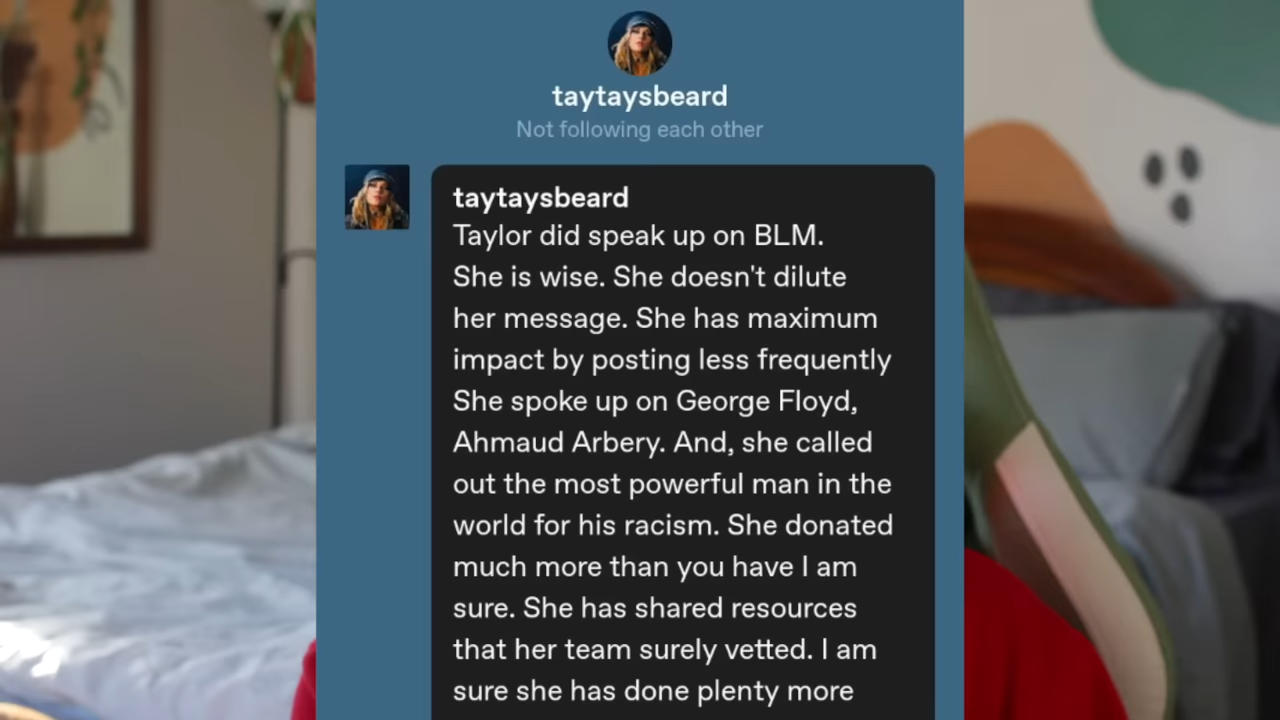 taytaysbeard
Not following each other
taytaysbeard
Taylor did speak up on BLM.
She is wise. She doesn't dilute
her message. She has maximum
impact by posting less frequently
She spoke up on George Floyd,
Ahmaud Arbery. And, she called
out the most powerful man in the
world for his racism. She donated
much more than you have I am
sure. She has shared resources
that her team surely vetted. I am
sure she has done plenty more